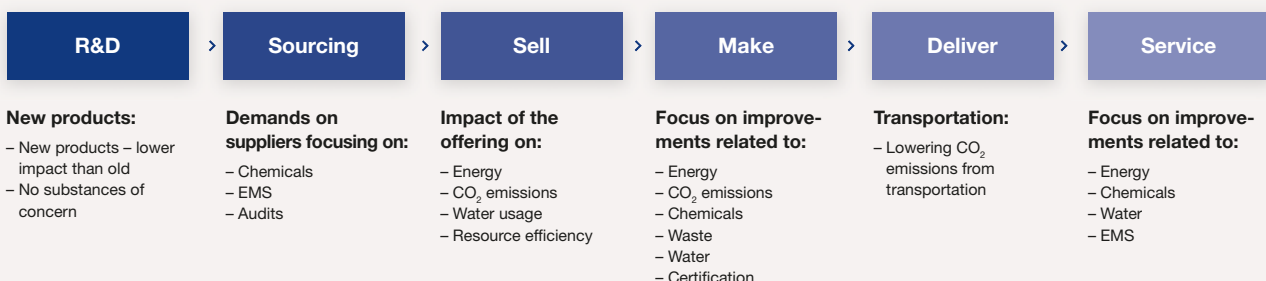 R&D
Sourcing
Sell
Make
Deliver
Service
New products:
– New products – lower
impact than old
– No substances of
concern
Demands on
suppliers focusing on:
– Chemicals
– EMS
– Audits
Impact of the
offering on:
– Energy
– CO₂ emissions
– Water usage
– Resource efficiency
Focus on improve-
ments related to:
– Energy
– CO₂ emissions
– Chemicals
– Waste
– Water
– Certification
Transportation:
– Lowering CO₂
emissions from
transportation
Focus on improve-
ments related to:
– Energy
– Chemicals
– Water
– EMS